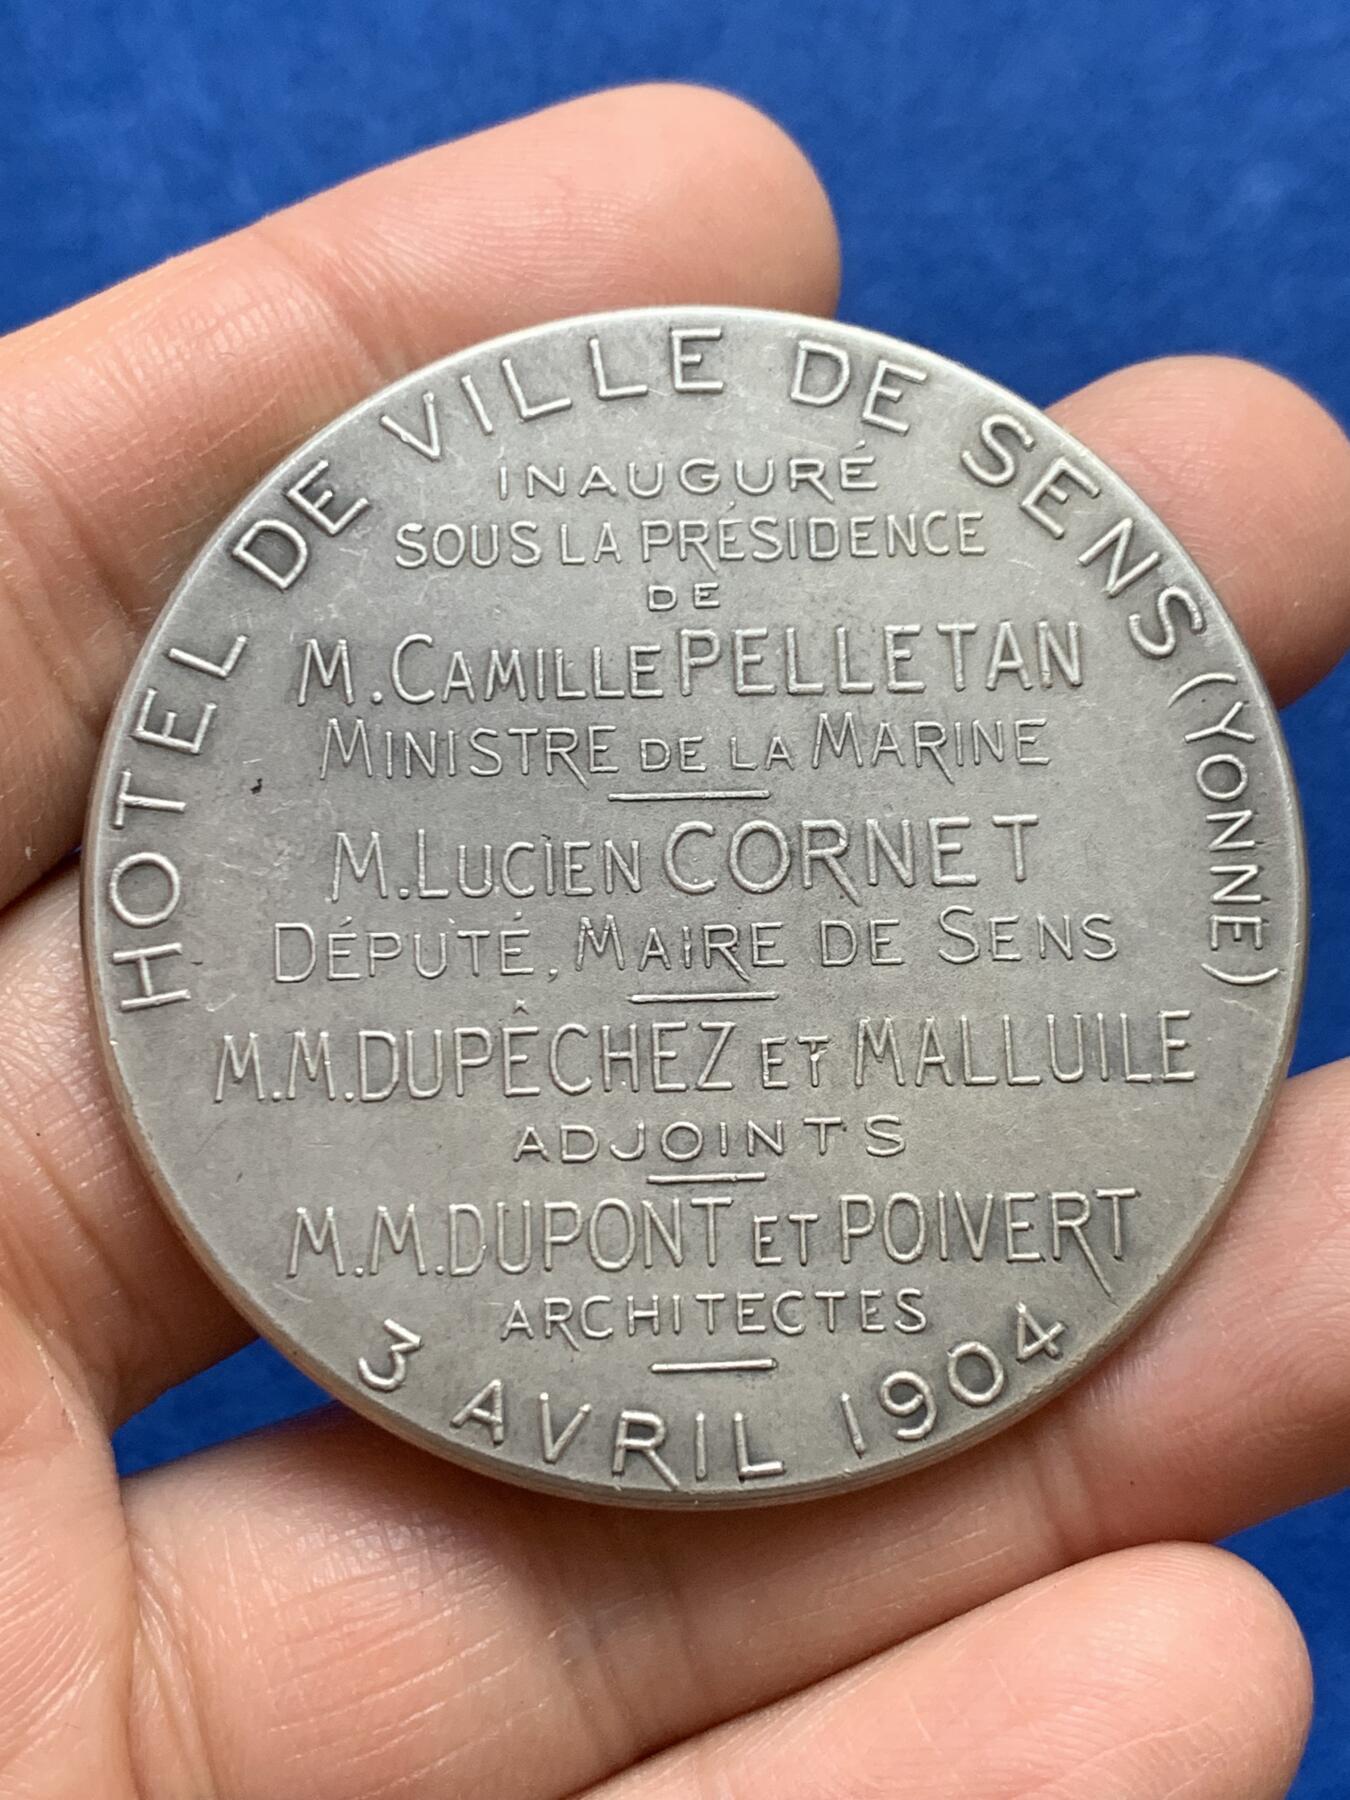 HOTEL DE VILLE DE SENS (YONNE)
INAUGURÉ
SOUS LA PRÉSIDENCE
DE
M. CAMILLE PELLETAN
MINISTRE DE LA MARINE
M. LUCIEN CORNET
DÉPUTÉ, MAIRE DE SENS
M.M. DUPÊCHEZ ET MALLUILE
ADJOINTS
M.M. DUPONT ET POIVERT
ARCHITECTES
3 AVRIL 1904